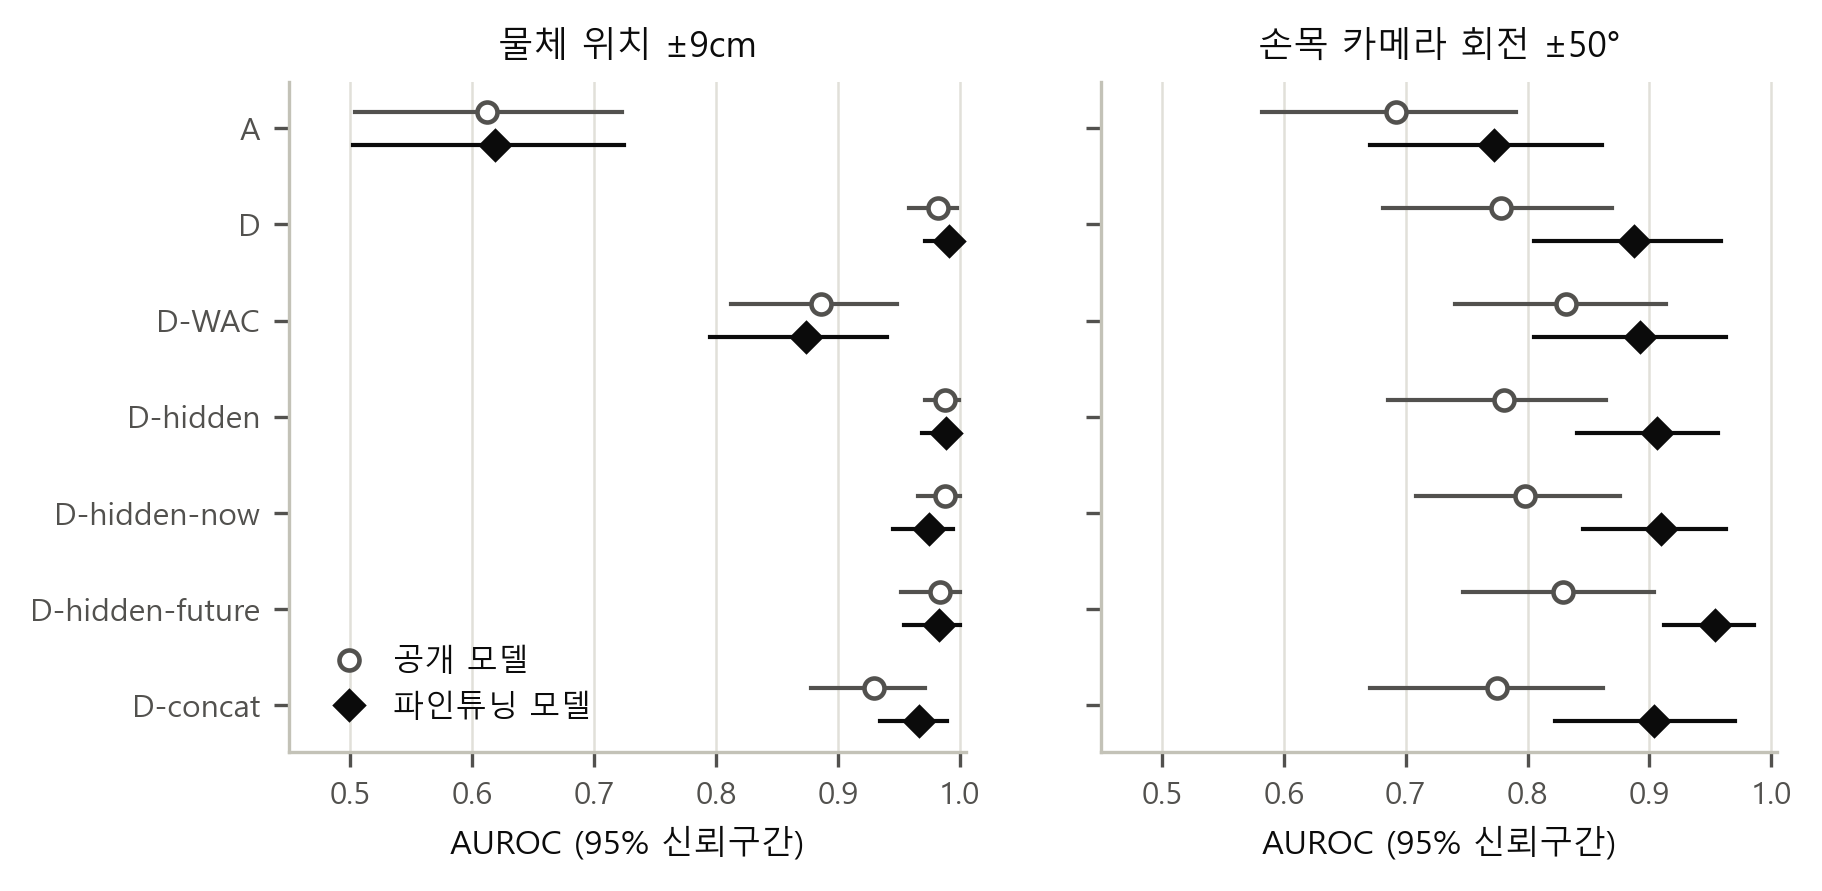 물체 위치 ±9cm
손목 카메라 회전 ±50°
A
D
D-WAC
D-hidden
D-hidden-now
D-hidden-future
D-concat
공개 모델
파인튜닝 모델
0.5 0.6 0.7 0.8 0.9 1.0
0.5 0.6 0.7 0.8 0.9 1.0
AUROC (95% 신뢰구간)
AUROC (95% 신뢰구간)